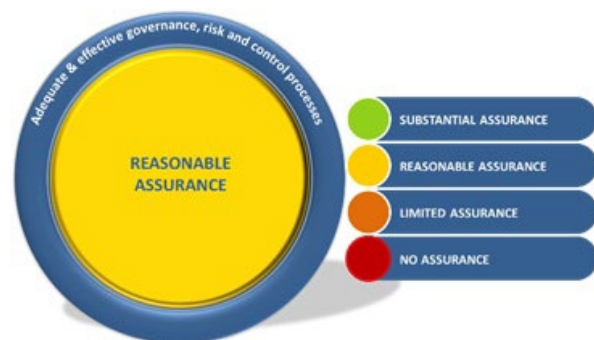 Adequate & effective governance, risk and control processes
REASONABLE
ASSURANCE
SUBSTANTIAL ASSURANCE
REASONABLE ASSURANCE
LIMITED ASSURANCE
NO ASSURANCE